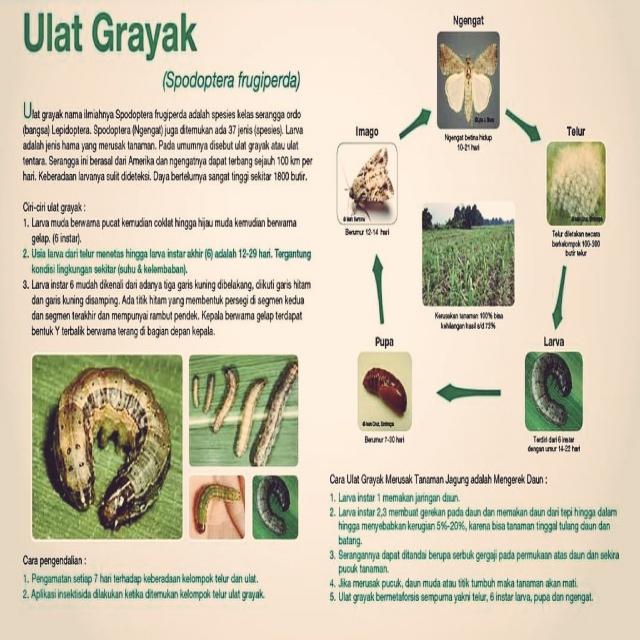 Ulat Grayak
(Spodoptera frugiperda)
Ulat grayak nama ilmiahnya Spodoptera frugiperda adalah spesies kelas serangga ordo
(bangsa) Lepidoptera. Spodoptera (Ngengat) juga ditemukan ada 37 jenis (species). Larva
adalah jenis hama yang merusak tanaman. Pada umumnya disebut ulat grayak atau ulat
tentara. Serangga ini berasal dari Amerika dan ngengatnya dapat terbang sejauh 100 km per
hari. Keberadaan larvanya sulit dideteksi. Daya bertelurnya sangat tinggi sekitar 1800 butir.
Ciri-ciri ulat grayak :
1. Larva muda berwarna pucat kemudian coklat hingga hijau muda kemudian berwarna
gelap. (6 instar).
2. Usia larva dari telur menetas hingga larva instar akhir (6) adalah 12-29 hari. Tergantung
kondisi lingkungan sekitar (suhu & kelembaban).
3. Larva instar 6 mudah dikenali dari adanya tiga garis kuning dibelakang, diikuti garis hitam
dan garis kuning disamping. Ada titik hitam yang membentuk persegi di segmen kedua
dan segmen terakhir dan mempunyai rambut pendek. Kepala berwarna gelap terdapat
bentuk Y terbalik berwarna terang di bagian depan kepala.
Cara pengendalian :
1. Pengamatan setiap 7 hari terhadap keberadaan kelompok telur dan ulat.
2. Aplikasi insektisida dilakukan ketika ditemukan kelompok telur ulat grayak.
Ngengat
Ngengat betina hidup
10-21 hari
Imago
Berumur 12-14 hari
Telur
Telur diletakan secara
berkelompok 100-300
butir telur
Kerusakan tanaman 100% bisa
kehilangan hasil s/d 73%
Pupa
Berumur 7-30 hari
Larva
Terdiri dari 6 instar
dengan umur 14-22 hari
Cara Ulat Grayak Merusak Tanaman Jagung adalah Mengerek Daun :
1. Larva instar 1 memakan jaringan daun.
2. Larva instar 2,3 membuat gerekan pada daun dan memakan daun dari tepi hingga dalam
hingga menyebabkan kerugian 5%-20%, karena bisa tanaman tinggal tulang daun dan
batang.
3. Serangannya dapat ditandai berupa serbuk gergaji pada permukaan atas daun dan sekira
pucuk tanaman.
4. Jika merusak pucuk, daun muda atau titik tumbuh maka tanaman akan mati.
5. Ulat grayak bermetaforsis sempurna yakni telur, 6 instar larva, pupa dan ngengat.